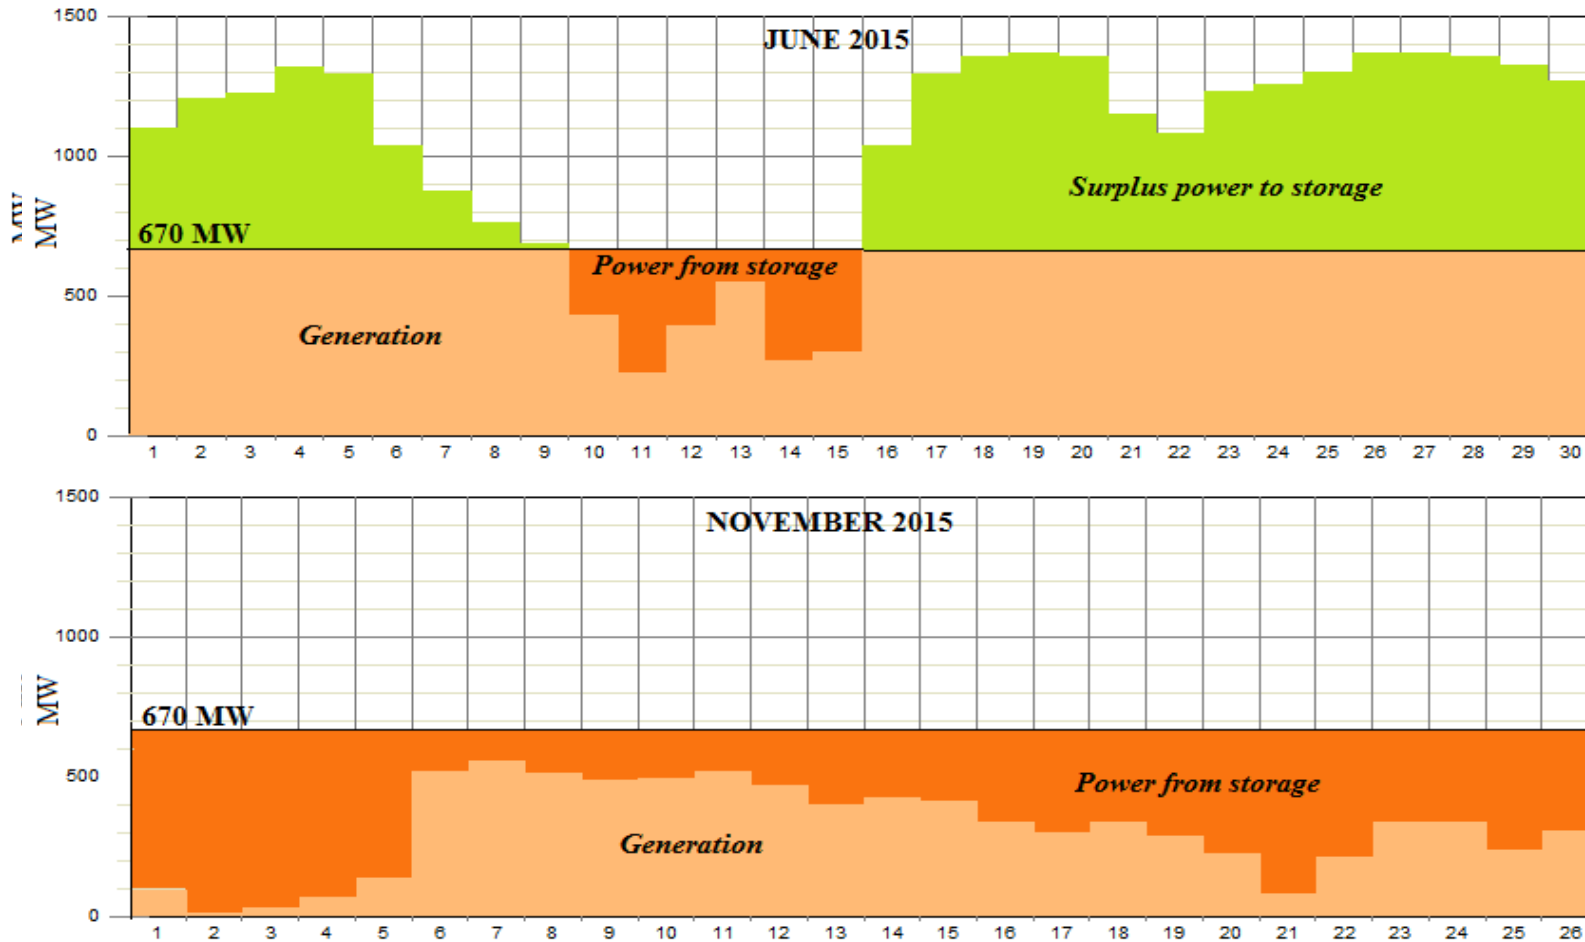 1500
JUNE 2015
1000
MW
MW
Surplus power to storage
670 MW
Power from storage
500
Generation
0
1 2 3 4 5 6 7 8 9 10 11 12 13 14 15 16 17 18 19 20 21 22 23 24 25 26 27 28 29 30
1500
NOVEMBER 2015
1000
MW
670 MW
500
Power from storage
Generation
0
1 2 3 4 5 6 7 8 9 10 11 12 13 14 15 16 17 18 19 20 21 22 23 24 25 26